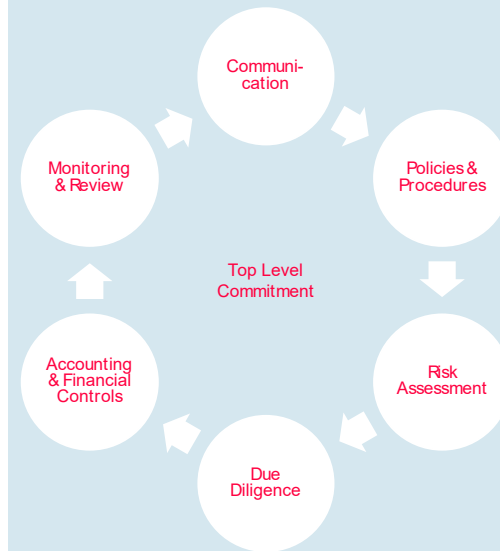 Communi-
cation
Policies &
Procedures
Risk
Assessment
Due
Diligence
Accounting
& Financial
Controls
Monitoring
& Review
Top Level
Commitment